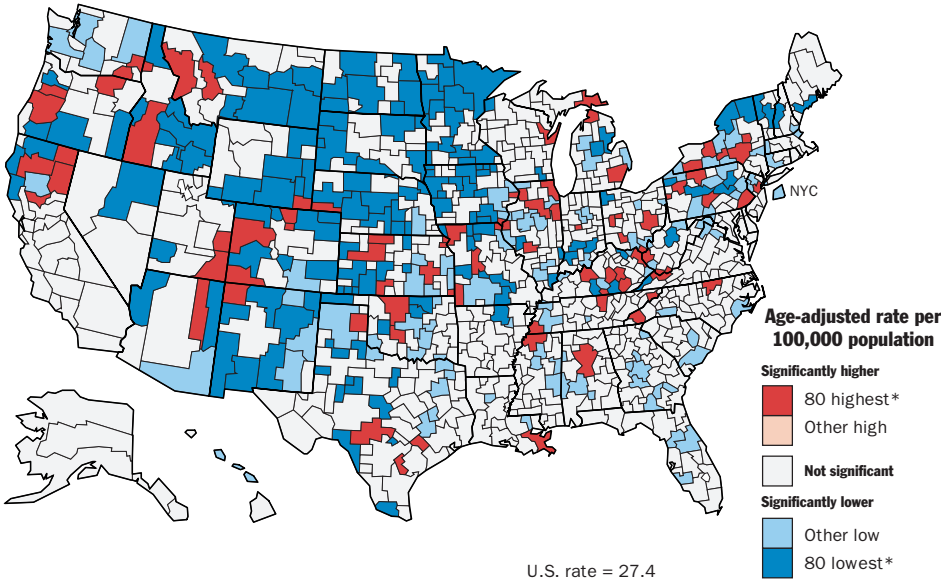 NYC
Age-adjusted rate per
100,000 population
Significantly higher
80 highest*
Other high
Not significant
Significantly lower
Other low
80 lowest*
U.S. rate = 27.4